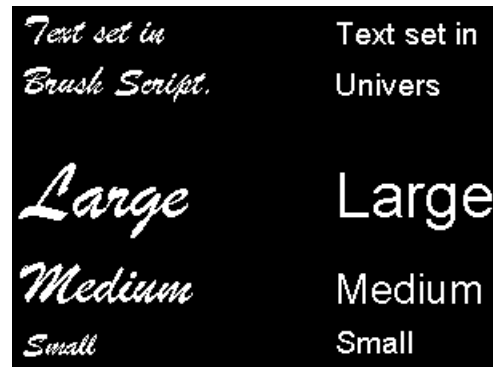 Text set in
Brush Script.
Large
Medium
Small
Text set in
Univers
Large
Medium
Small